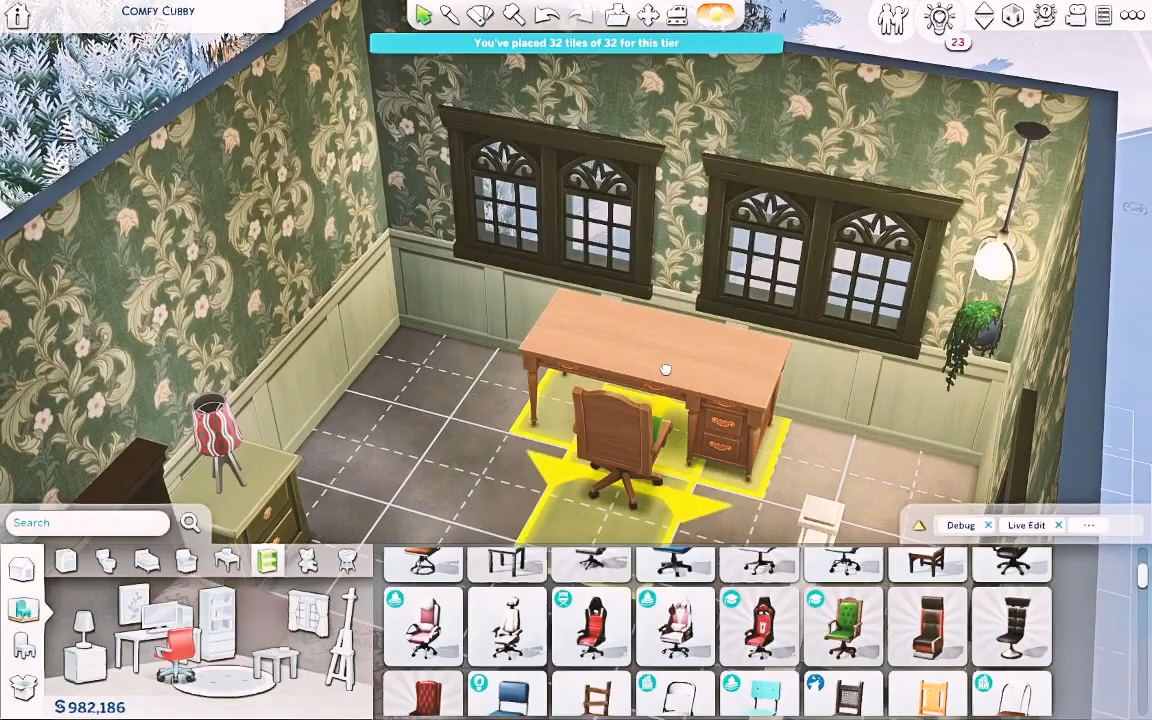 COMFY CUBBY
You've placed 32 tiles of 32 for this tier
23
Search
Debug
Live Edit
§982,186